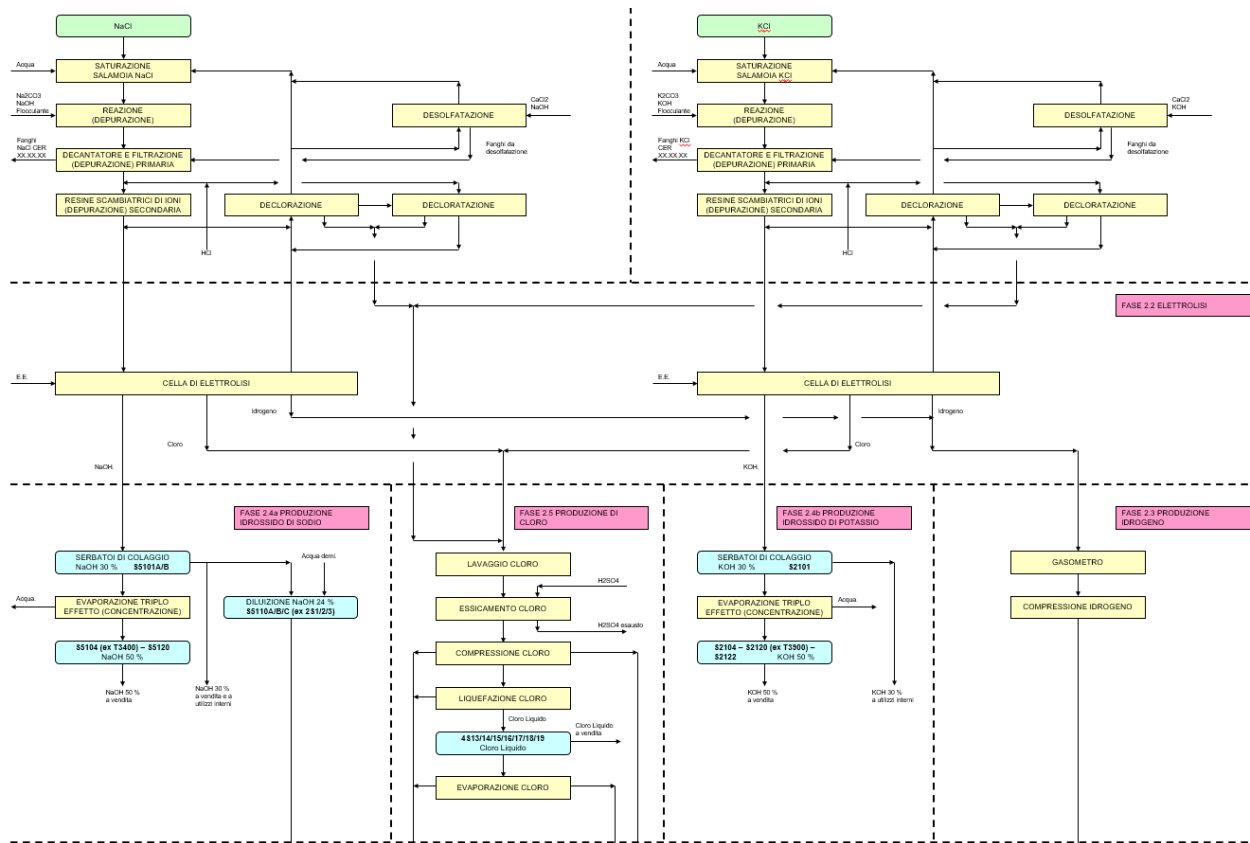 NaCl
KCl
Acqua
SATURAZIONE
SALAMOIA NaCl
Acqua
SATURAZIONE
SALAMOIA KCl
Na2CO3
NaOH
Flocculante
REAZIONE
(DEPURAZIONE)
DESOLFATAZIONE
CaCl2
NaOH
K2CO3
KOH
Flocculante
REAZIONE
(DEPURAZIONE)
DESOLFATAZIONE
CaCl2
KOH
Fanghi
NaCl CER
XX.XX.XX
DECANTATORE E FILTRAZIONE
(DEPURAZIONE) PRIMARIA
Fanghi da
desolfatazione
Fanghi KCl
CER
XX.XX.XX
DECANTATORE E FILTRAZIONE
(DEPURAZIONE) PRIMARIA
Fanghi da
desolfatazione
RESINE SCAMBIATRICI DI IONI
(DEPURAZIONE) SECONDARIA
DECLORAZIONE
DECLORATAZIONE
RESINE SCAMBIATRICI DI IONI
(DEPURAZIONE) SECONDARIA
DECLORAZIONE
DECLORATAZIONE
HCl
HCl
FASE 2.2 ELETTROLISI
E.E.
CELLA DI ELETTROLISI
E.E.
CELLA DI ELETTROLISI
Idrogeno
Idrogeno
Cloro
Cloro
NaOH.
KOH.
FASE 2.4a PRODUZIONE
IDROSSIDO DI SODIO
FASE 2.5 PRODUZIONE DI
CLORO
FASE 2.4b PRODUZIONE
IDROSSIDO DI POTASSIO
FASE 2.3 PRODUZIONE
IDROGENO
SERBATOI DI COLAGGIO
NaOH 30 % S5101A/B
Acqua demi.
LAVAGGIO CLORO
SERBATOI DI COLAGGIO
KOH 30 % S2101
GASOMETRO
H2SO4
Acqua.
EVAPORAZIONE TRIPLO
EFFETTO (CONCENTRAZIONE)
DILUIZIONE NaOH 24 %
S5110A/B/C (ex 2S1/2/3)
ESSICAMENTO CLORO
EVAPORAZIONE TRIPLO
EFFETTO (CONCENTRAZIONE)
Acqua.
COMPRESSIONE IDROGENO
H2SO4 esausto
S5104 (ex T3400) – S5120
NaOH 50 %
COMPRESSIONE CLORO
S2104 – S2120 (ex T3900) –
S2122 KOH 50 %
NaOH 50 %
a vendita
NaOH 30 %
a vendita e a
utilizzi interni
LIQUEFAZIONE CLORO
KOH 50 %
a vendita
KOH 30 %
a utilizzi interni
Cloro Liquido
Cloro Liquido
a vendita
4S13/14/15/16/17/18/19
Cloro Liquido
EVAPORAZIONE CLORO